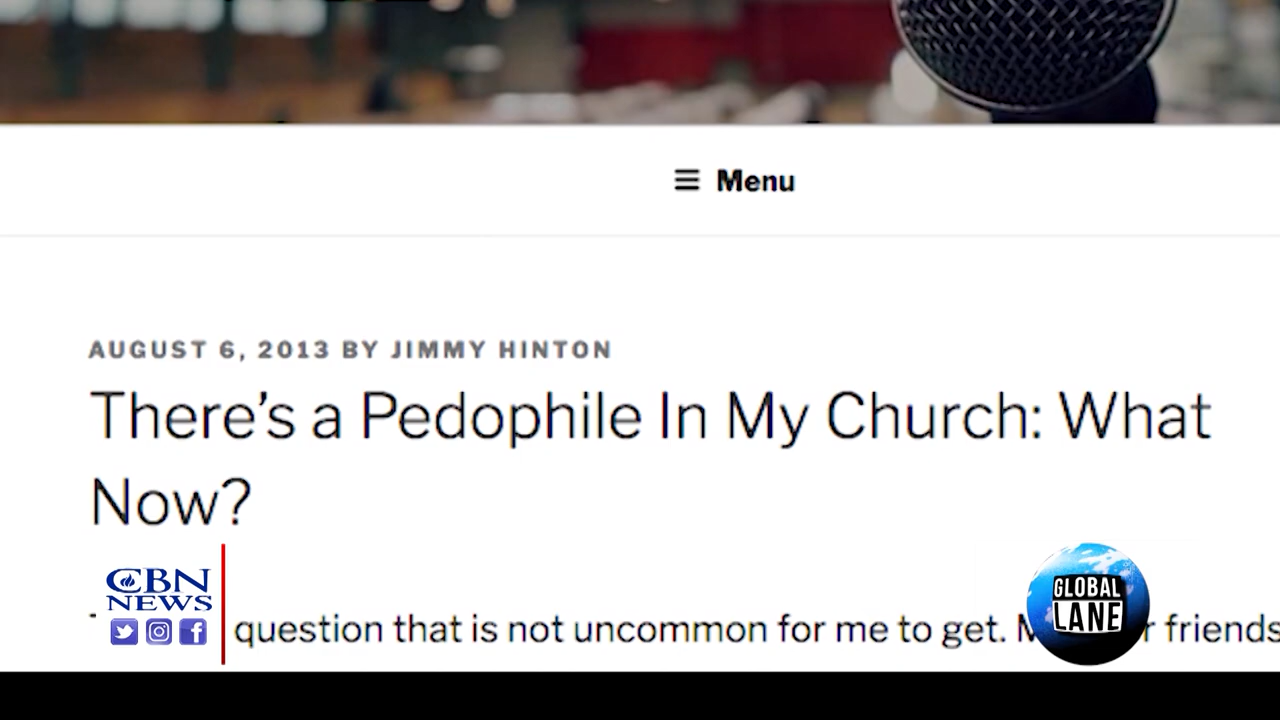 Menu
AUGUST 6, 2013 BY JIMMY HINTON
There's a Pedophile In My Church: What
Now?
CBN
NEWS
question that is not uncommon for me to get.
friends
GLOBAL
LANE